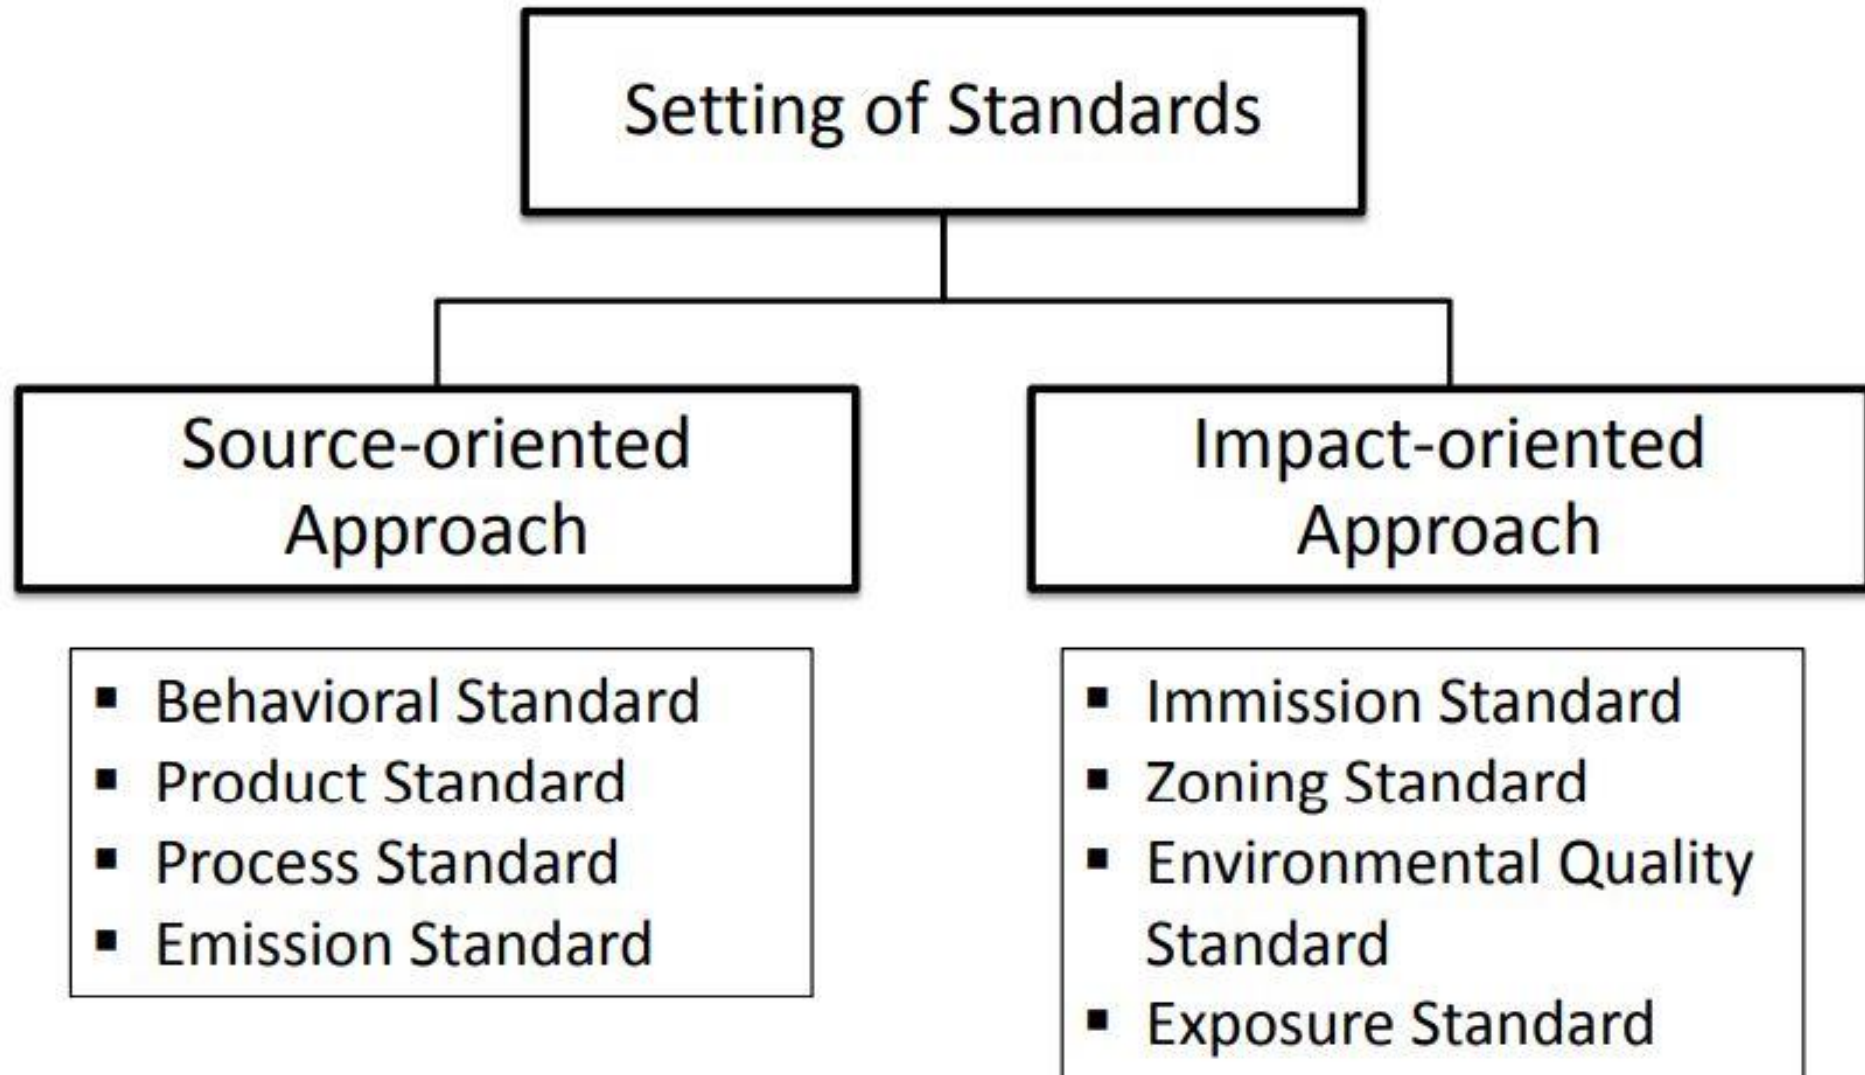 Setting of Standards
Source-oriented
Approach
Impact-oriented
Approach
▪ Behavioral Standard
▪ Product Standard
▪ Process Standard
▪ Emission Standard
▪ Immission Standard
▪ Zoning Standard
▪ Environmental Quality
Standard
▪ Exposure Standard